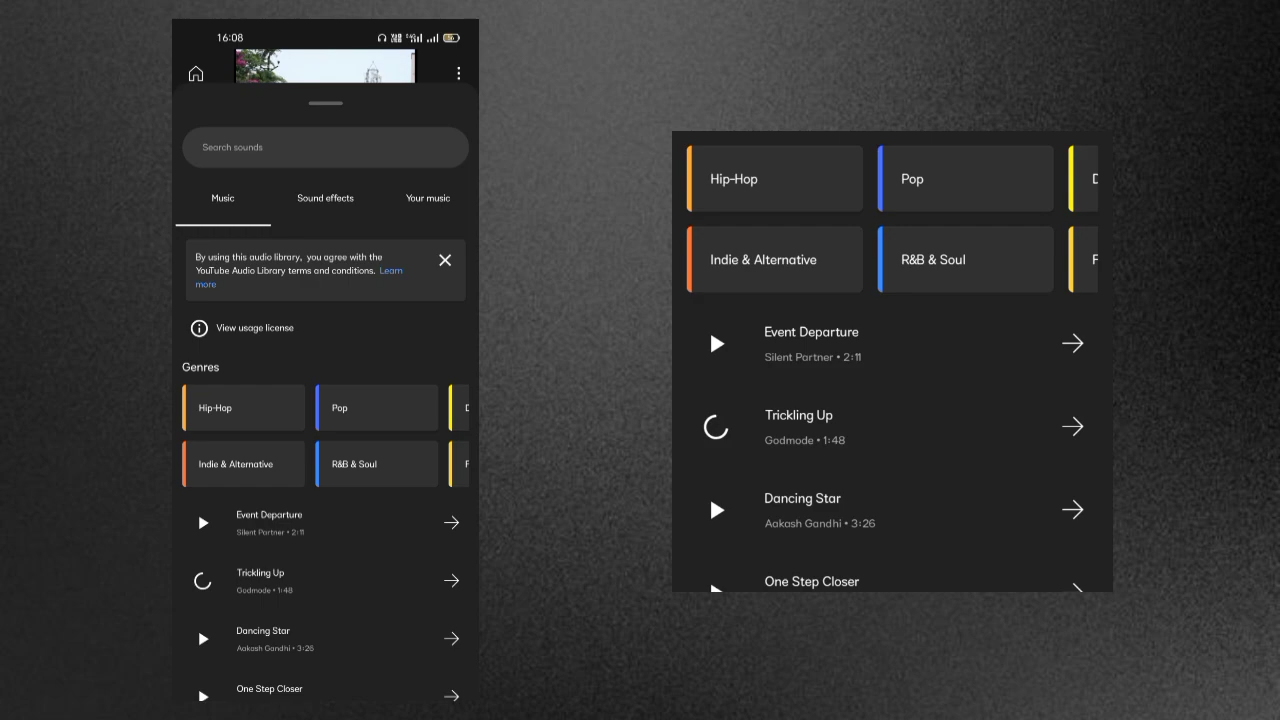 16:08
Search sounds
Music
Sound effects
Your music
By using this audio library, you agree with the
YouTube Audio Library terms and conditions. Learn
more
View usage license
Genres
Hip-Hop
Pop
D
Indie & Alternative
R&B & Soul
F
Event Departure
Silent Partner • 2:11
Trickling Up
Godmode • 1:48
Dancing Star
Aakash Gandhi • 3:26
One Step Closer
Hip-Hop
Pop
Indie & Alternative
R&B & Soul
F
Event Departure
Silent Partner • 2:11
Trickling Up
Godmode • 1:48
Dancing Star
Aakash Gandhi • 3:26
One Step Closer